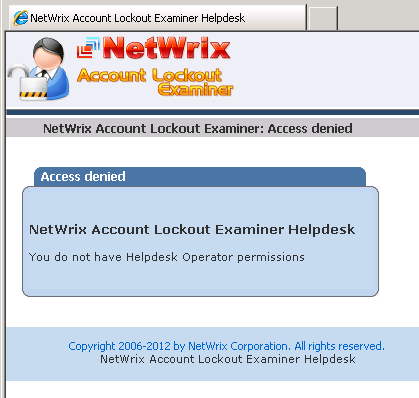 NetWrix Account Lockout Examiner Helpdesk
NetWrix
Account Lockout
Examiner
NetWrix Account Lockout Examiner: Access denied
Access denied
NetWrix Account Lockout Examiner Helpdesk
You do not have Helpdesk Operator permissions
Copyright 2006-2012 by NetWrix Corporation. All rights reserved.
NetWrix Account Lockout Examiner Helpdesk